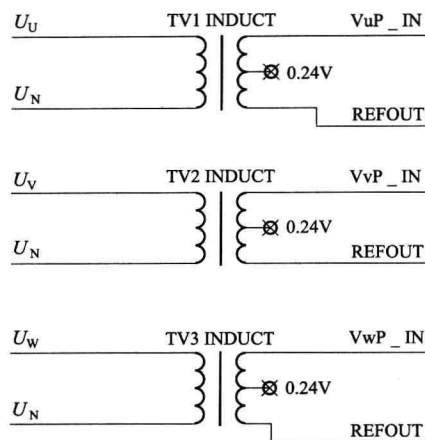 U_U TV1 INDUCT VuP _ IN
0.24V
U_N REFOUT
U_V TV2 INDUCT VvP _ IN
0.24V
U_N REFOUT
U_W TV3 INDUCT VwP _ IN
0.24V
U_N REFOUT